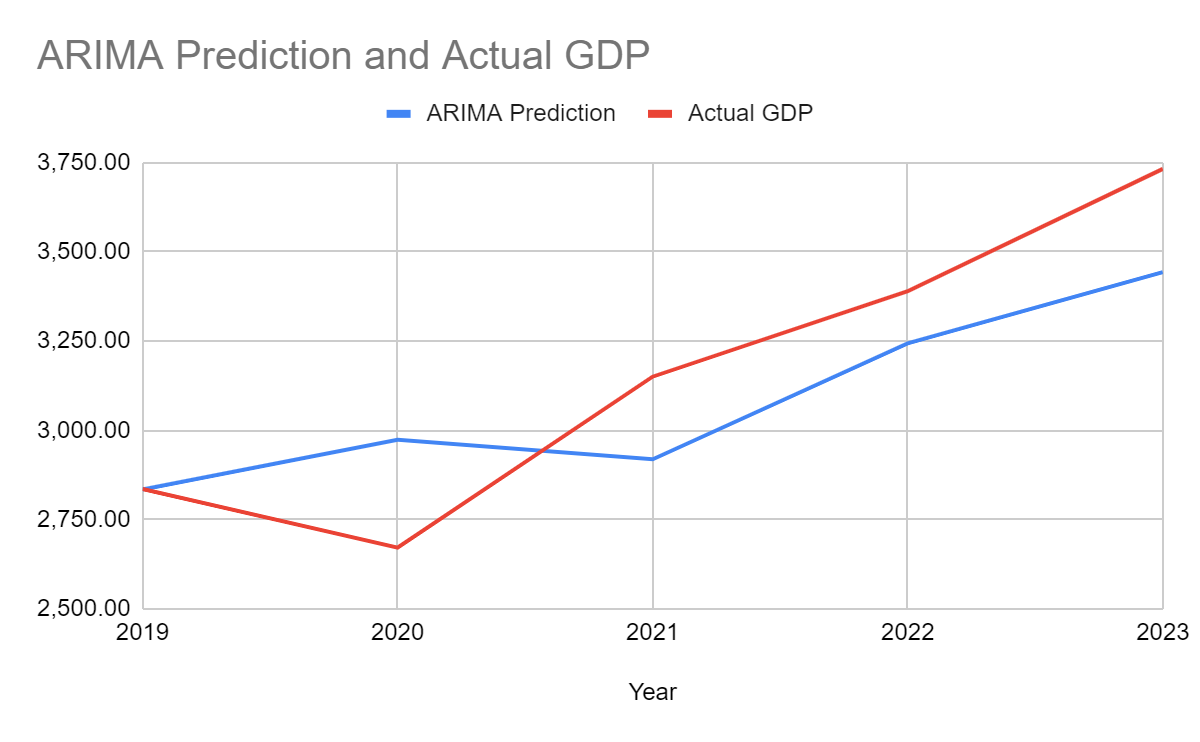 ARIMA Prediction and Actual GDP
ARIMA Prediction Actual GDP
3,750.00
3,500.00
3,250.00
3,000.00
2,750.00
2,500.00
2019 2020 2021 2022 2023
Year